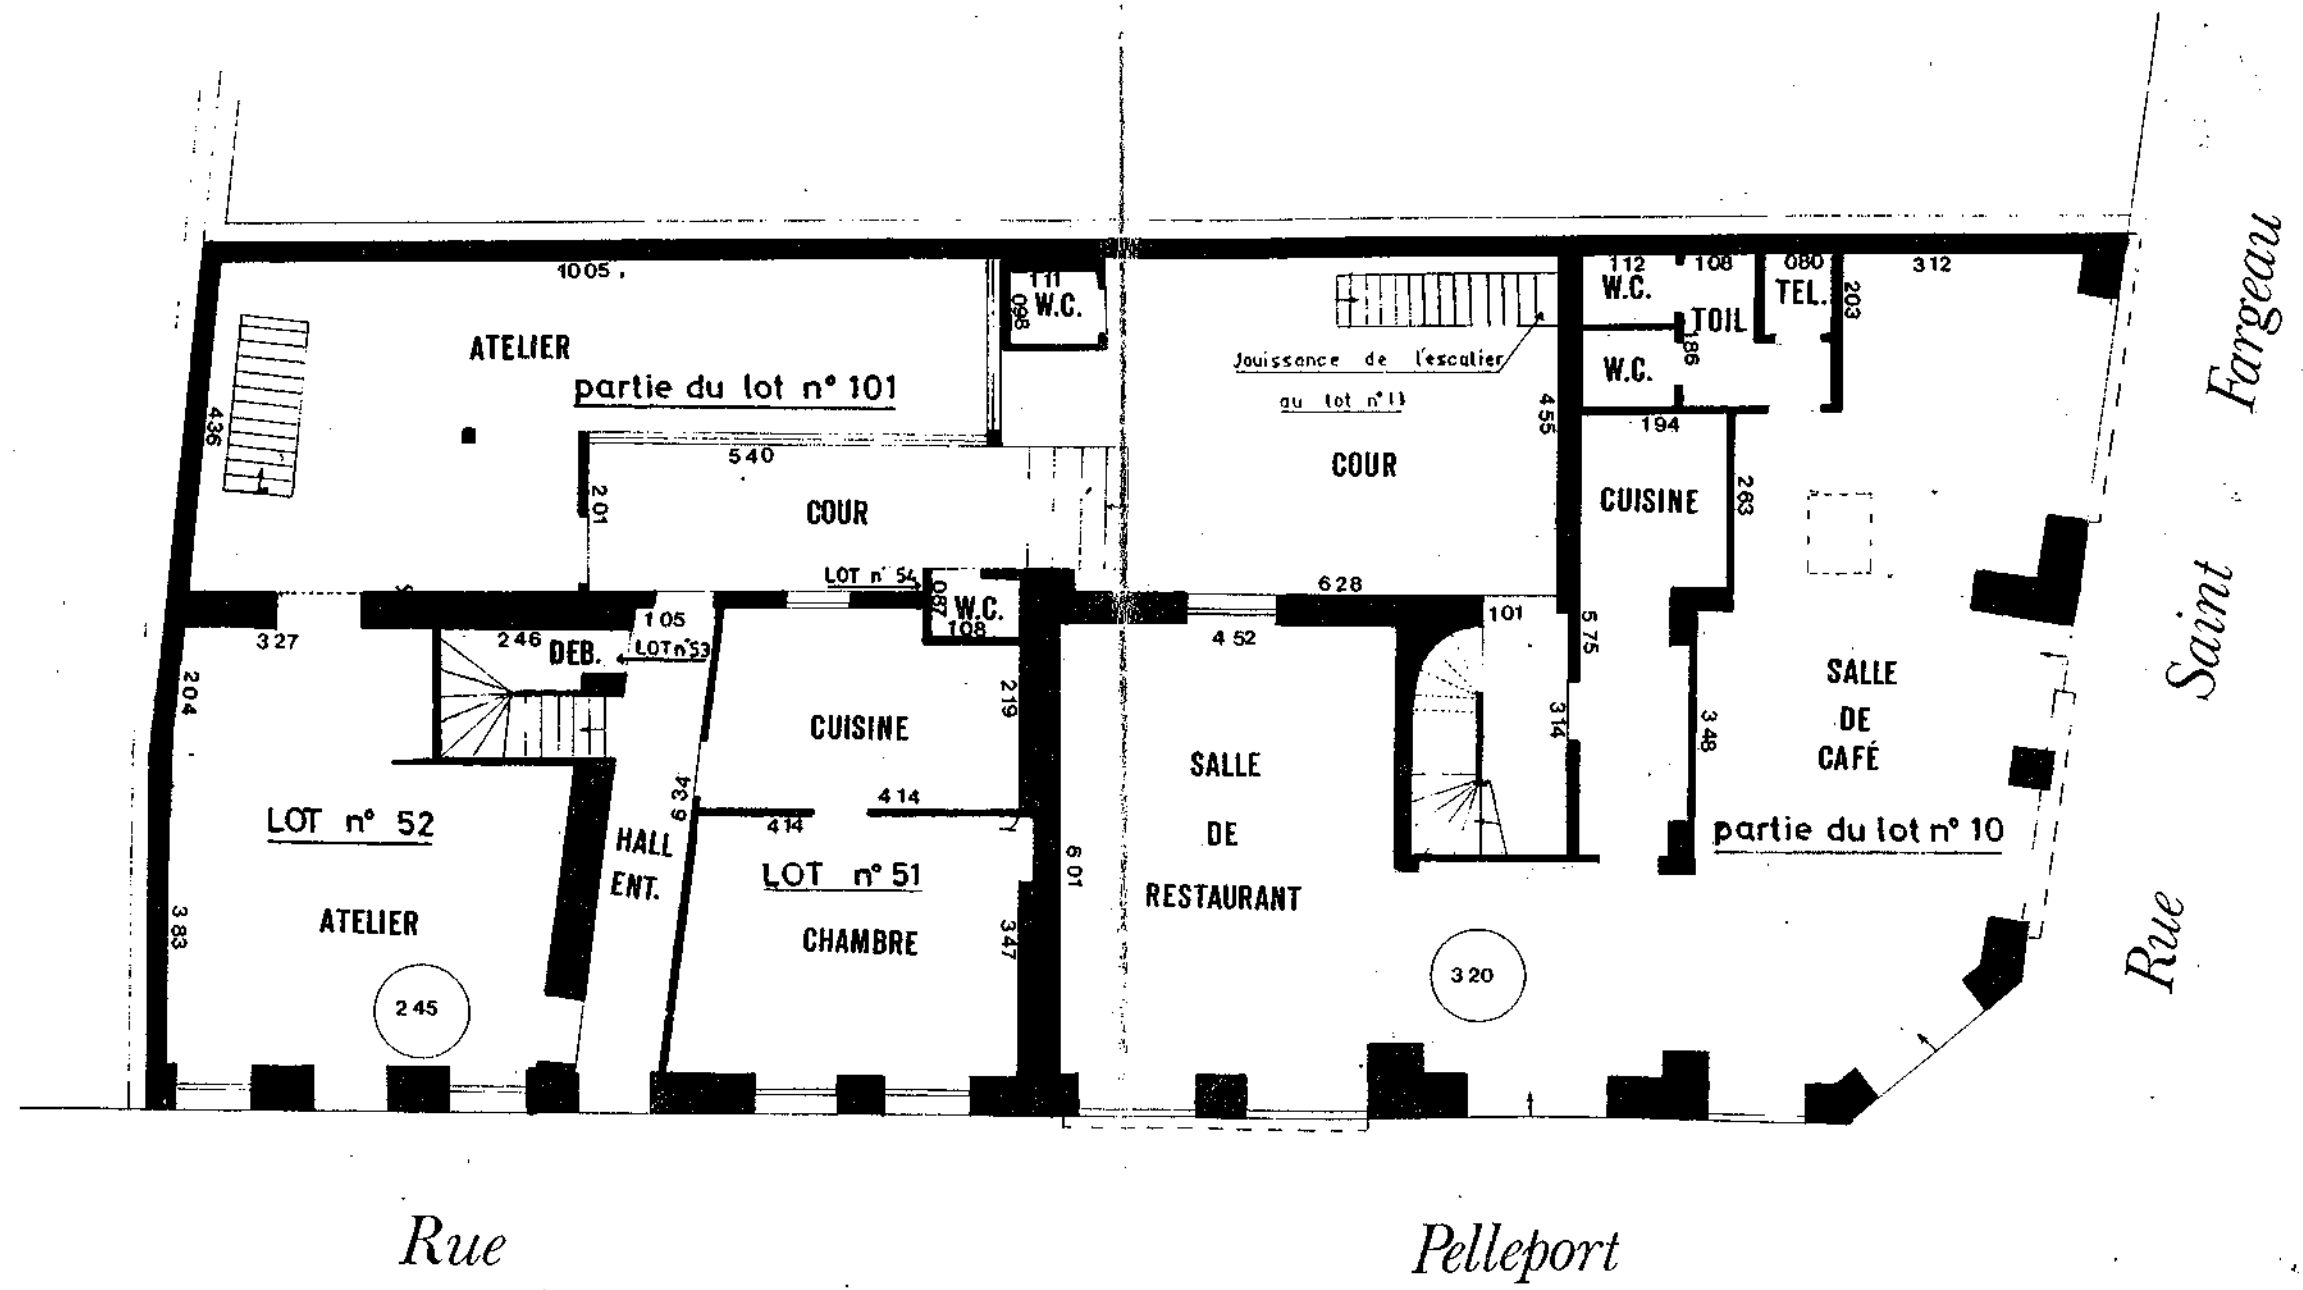 1005
111
098
W.C.
112
108
080
312
W.C.
TEL.
203
TOIL
ATELIER
Jouissance de l'escalier
186
W.C.
partie du lot n° 101
au lot n° 11
436
455
194
540
COUR
201
COUR
CUISINE
263
LOT n° 54
087
W.C.
108
628
327
246
DEB.
105
LOT n° 53
452
101
575
204
219
CUISINE
314
348
SALLE
DE
CAFÉ
SALLE
DE
RESTAURANT
634
414
414
LOT n° 52
HALL
ENT.
LOT n° 51
601
partie du lot n° 10
383
ATELIER
CHAMBRE
347
245
320
Rue Saint Fargeau
Rue Pelleport